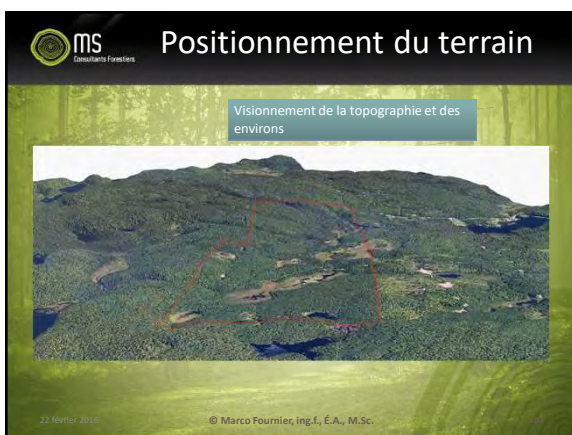 MS
Consultants Forestiers
Positionnement du terrain
Visionnement de la topographie et des
environs
22 février 2016
© Marco Fournier, ing.f., É.A., M.Sc.